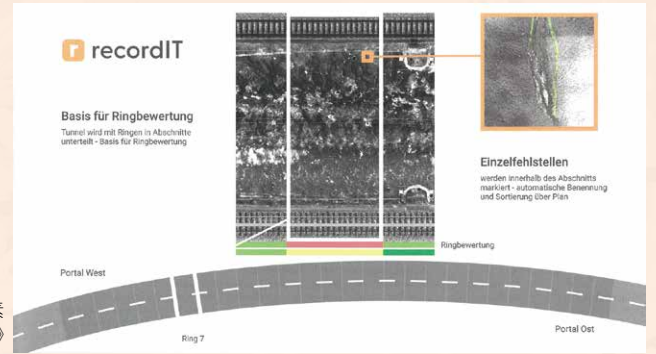 recordIT
Basis für Ringbewertung
Tunnel wird mit Ringen in Abschnitte
unterteilt - Basis für Ringbewertung
Einzelfehlstellen
werden innerhalb des Abschnitts
markiert - automatische Benennung
und Sortierung über Plan
Ringbewertung
Portal West
Ring 7
Portal Ost